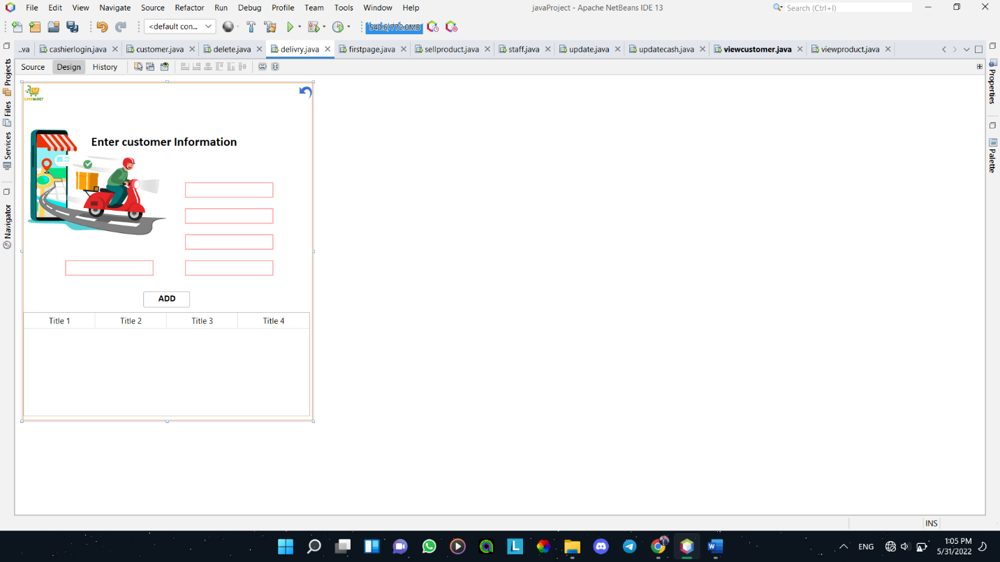 File Edit View Navigate Source Refactor Run Debug Profile Team Tools Window Help
javaProject - Apache NetBeans IDE 13
Search (Ctrl+I)
<default con...
540.6/772.0MB
..va cashierlogin.java customer.java delete.java delivry.java firstpage.java sellproduct.java staff.java update.java updatecash.java viewcustomer.java viewproduct.java
Source Design History
Projects
Files
Services
Navigator
Properties
Palette
SUPERMARKET
Enter customer Information
ADD
Title 1 Title 2 Title 3 Title 4
INS
L
W
ENG
1:05 PM
5/31/2022